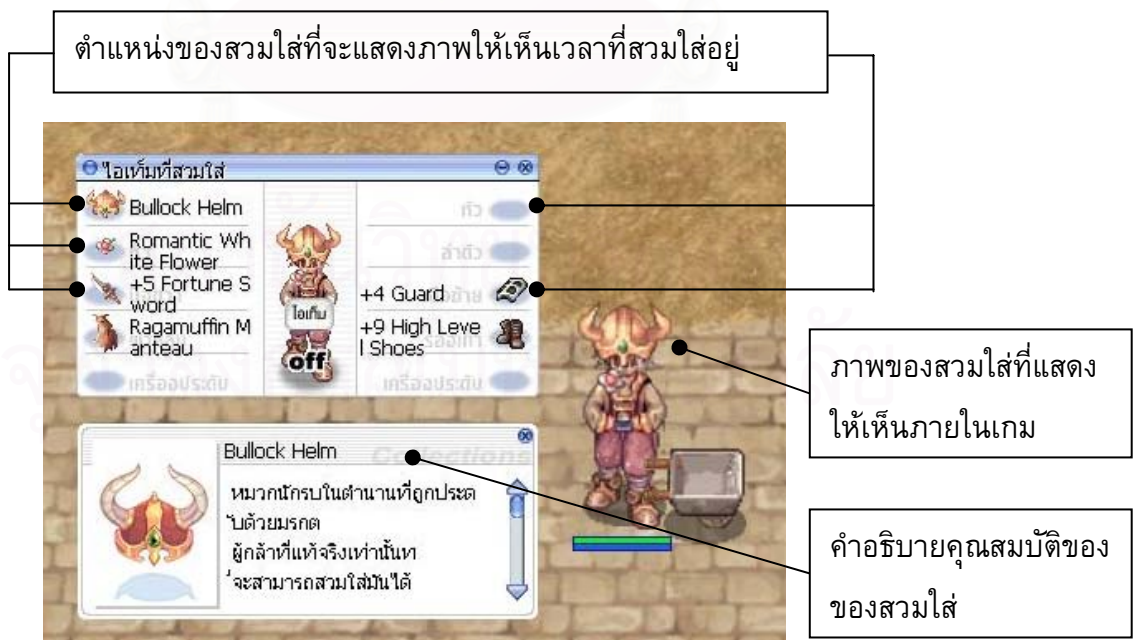 ตำแหน่งของสวมใส่ที่จะแสดงภาพให้เห็นเวลาที่สวมใส่อยู่
ไอเท็มที่สวมใส่
Bullock Helm
หัว
Romantic Wh
ite Flower
ลำตัว
+5 Fortune S
word
+4 Guard
Ragamuffin M
anteau
+9 High Leve
l Shoes
ไอเท็ม
off
เครื่องประดับ
เครื่องประดับ
Bullock Helm
Collections
หมวกนักรบในตำนานที่ถูกประด
ับด้วยมรกต
ผู้กล้าที่แท้จริงเท่านั้นท
ี่จะสามารถสวมใส่มันได้
ภาพของสวมใส่ที่แสดง
ให้เห็นภายในเกม
คำอธิบายคุณสมบัติของ
ของสวมใส่